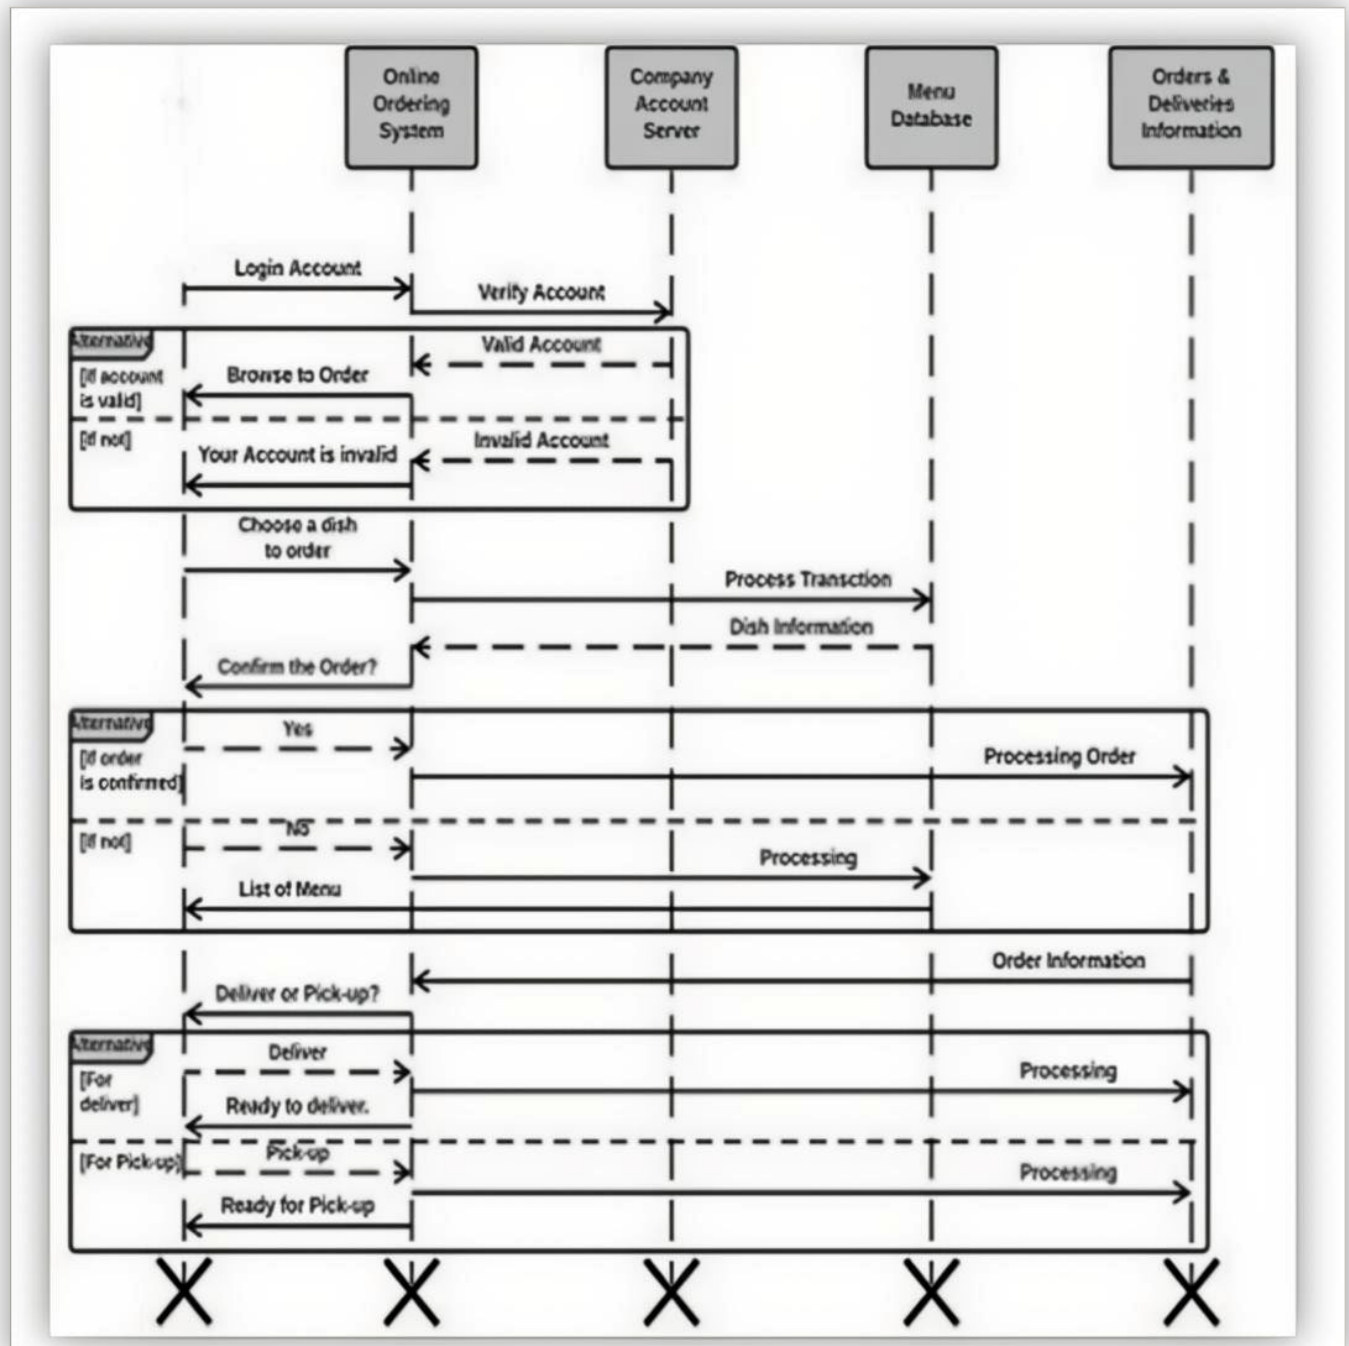 Online
Ordering
System
Company
Account
Server
Menu
Database
Orders &
Deliveries
Information
Login Account
Verify Account
Alternative
Valid Account
[If account
is valid]
Browse to Order
[If not]
Invalid Account
Your Account is invalid
Choose a dish
to order
Process Transction
Dish Information
Confirm the Order?
Alternative
Yes
[If order
is confirmed]
Processing Order
No
[If not]
Processing
List of Menu
Order Information
Deliver or Pick-up?
Alternative
Deliver
[For
deliver]
Processing
Ready to deliver.
[For Pick-up]
Pick-up
Processing
Ready for Pick-up